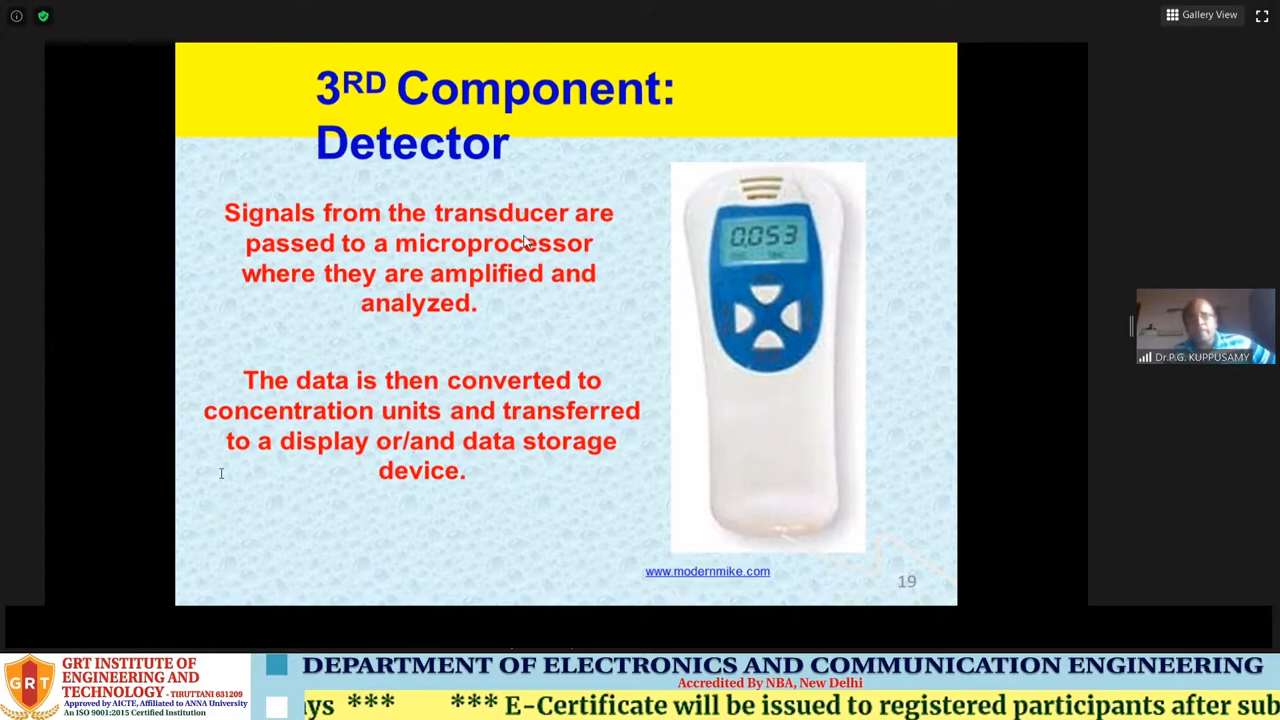 Gallery View
3RD Component:
Detector
Signals from the transducer are
passed to a microprocessor
where they are amplified and
analyzed.
0.053
The data is then converted to
concentration units and transferred
to a display or/and data storage
device.
www.modernmike.com
19
Dr.P.G. KUPPUSAMY
GRT
GRT INSTITUTE OF
ENGINEERING AND
TECHNOLOGY - TIRUTTANI 631209
Approved by AICTE, Affiliated to ANNA University
An ISO 9001:2015 Certified Institution
DEPARTMENT OF ELECTRONICS AND COMMUNICATION ENGINEERING
Accredited By NBA, New Delhi
ys *** *** E-Certificate will be issued to registered participants after sub